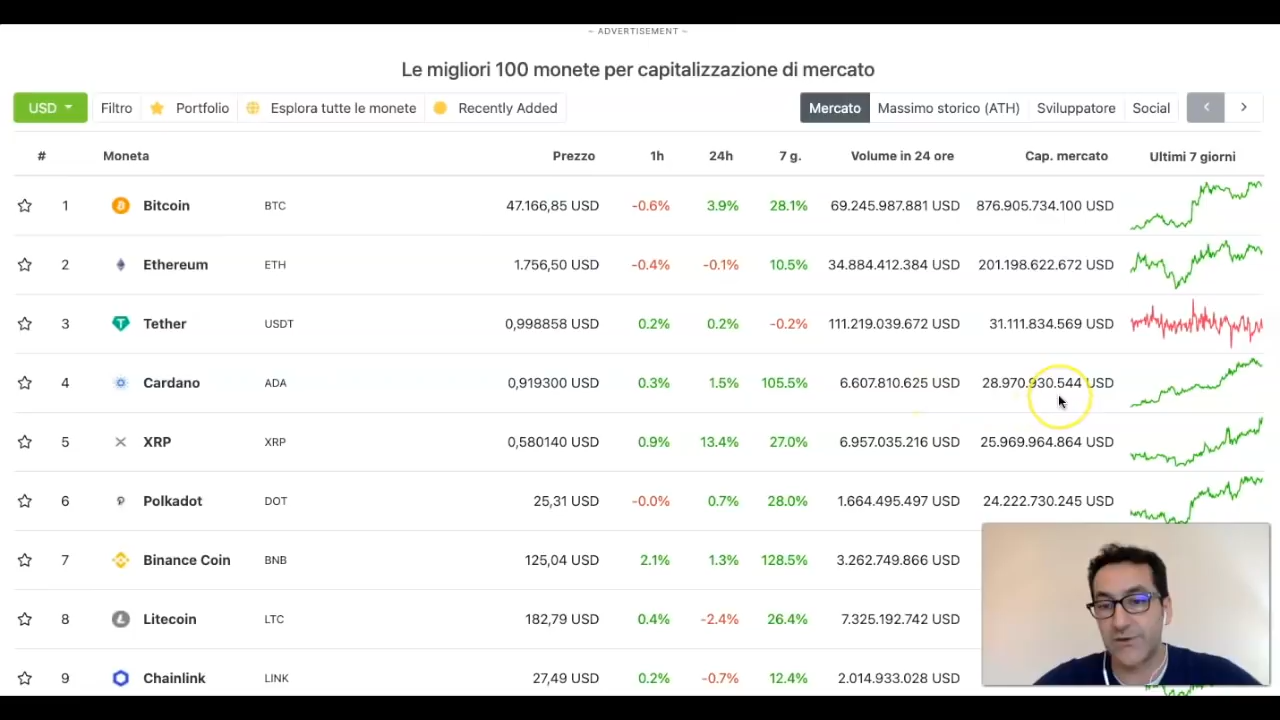 ~ ADVERTISEMENT ~
Le migliori 100 monete per capitalizzazione di mercato
USD Filtro Portfolio Esplora tutte le monete Recently Added Mercato Massimo storico (ATH) Sviluppatore Social
# Moneta Prezzo 1h 24h 7 g. Volume in 24 ore Cap. mercato Ultimi 7 giorni
1 Bitcoin BTC 47.166,85 USD -0.6% 3.9% 28.1% 69.245.987.881 USD 876.905.734.100 USD
2 Ethereum ETH 1.756,50 USD -0.4% -0.1% 10.5% 34.884.412.384 USD 201.198.622.672 USD
3 Tether USDT 0,998858 USD 0.2% 0.2% -0.2% 111.219.039.672 USD 31.111.834.569 USD
4 Cardano ADA 0,919300 USD 0.3% 1.5% 105.5% 6.607.810.625 USD 28.970.930.544 USD
5 XRP XRP 0,580140 USD 0.9% 13.4% 27.0% 6.957.035.216 USD 25.969.964.864 USD
6 Polkadot DOT 25,31 USD -0.0% 0.7% 28.0% 1.664.495.497 USD 24.222.730.245 USD
7 Binance Coin BNB 125,04 USD 2.1% 1.3% 128.5% 3.262.749.866 USD
8 Litecoin LTC 182,79 USD 0.4% -2.4% 26.4% 7.325.192.742 USD
9 Chainlink LINK 27,49 USD 0.2% -0.7% 12.4% 2.014.933.028 USD